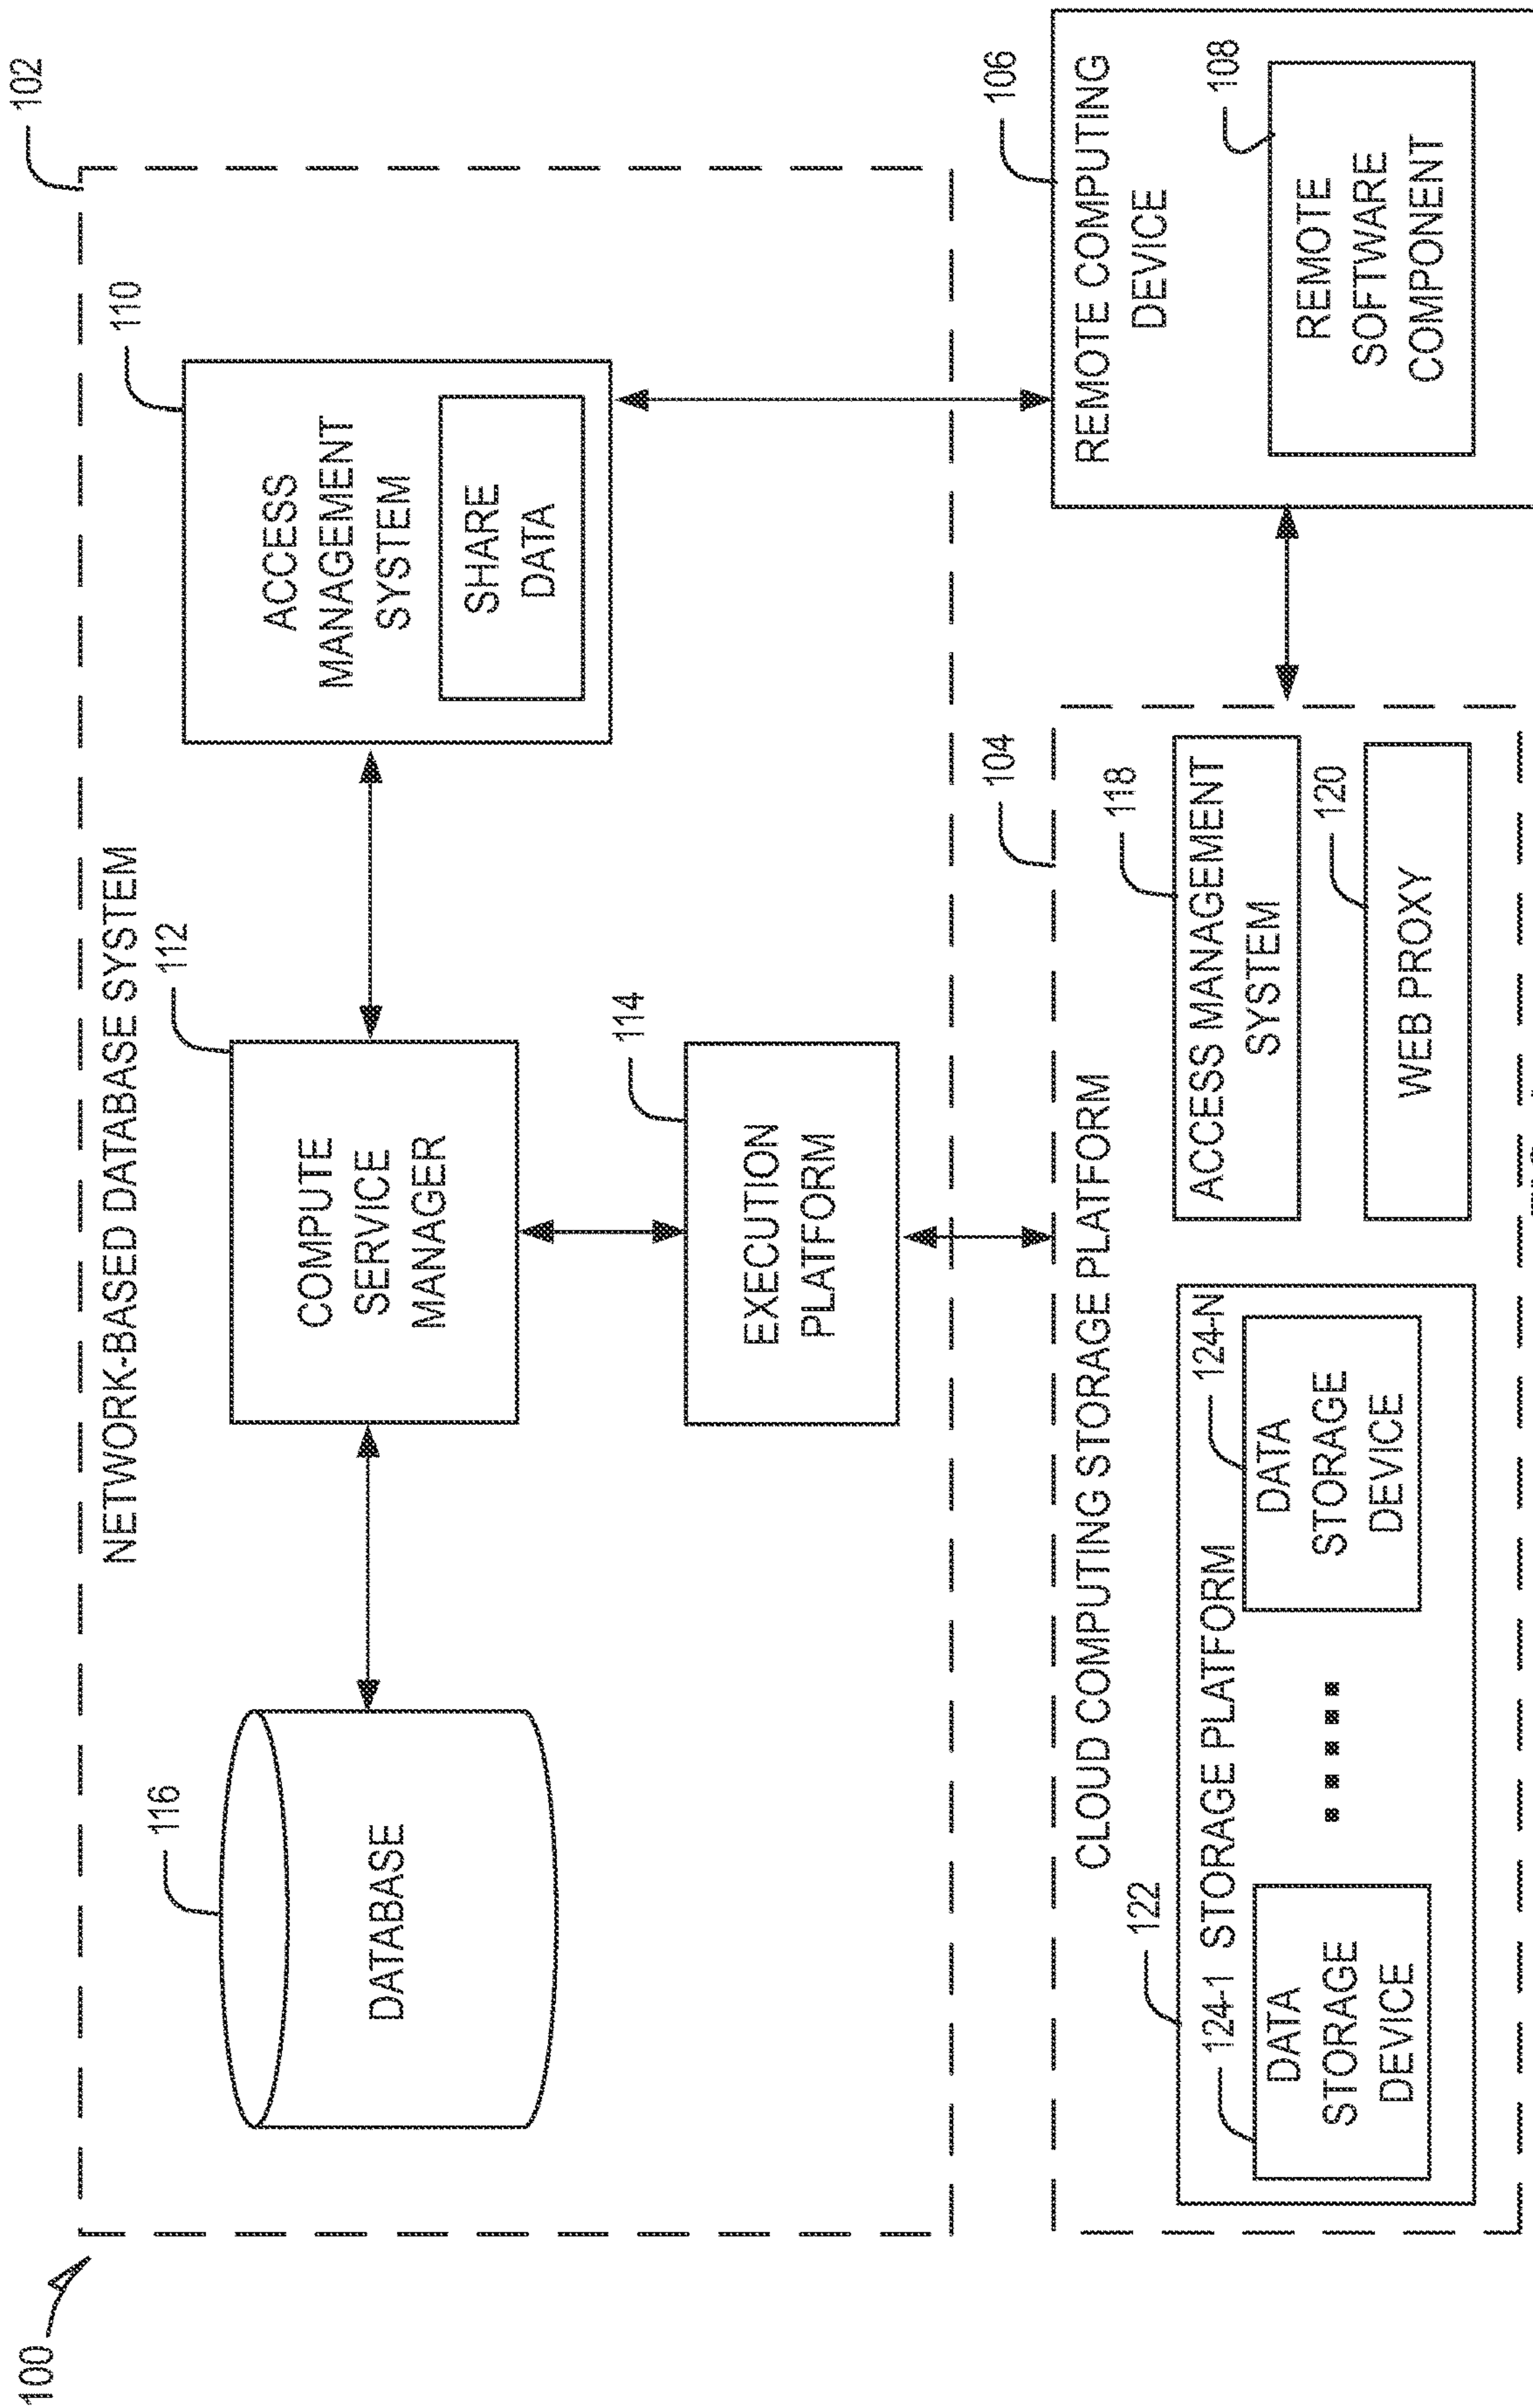 100
102
NETWORK-BASED DATABASE SYSTEM
116
DATABASE
112
COMPUTE
SERVICE
MANAGER
110
ACCESS
MANAGEMENT
SYSTEM
SHARE
DATA
114
EXECUTION
PLATFORM
104
CLOUD COMPUTING STORAGE PLATFORM
122
124-1 STORAGE PLATFORM
124-N
DATA
STORAGE
DEVICE
DATA
STORAGE
DEVICE
118
ACCESS MANAGEMENT
SYSTEM
120
WEB PROXY
106
REMOTE COMPUTING
DEVICE
108
REMOTE
SOFTWARE
COMPONENT